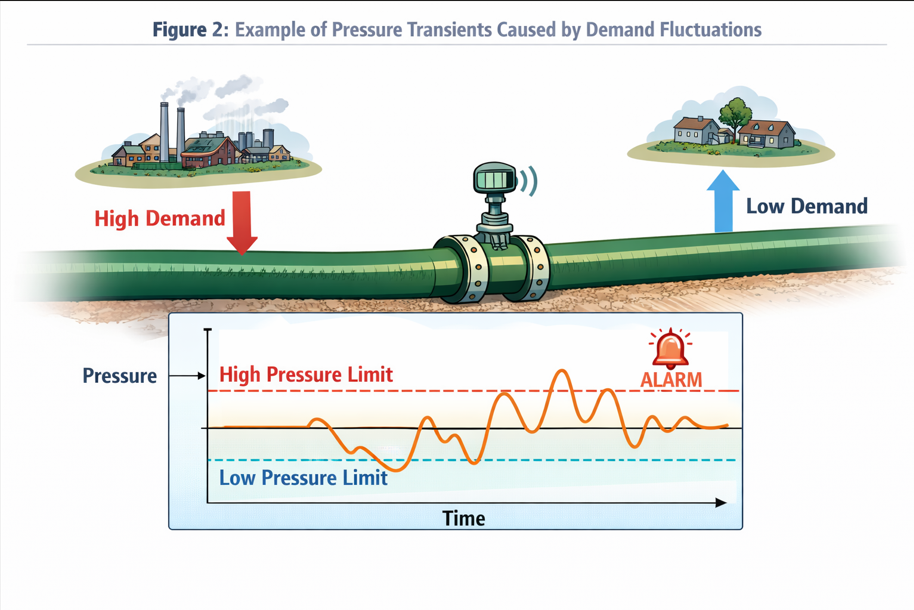 Figure 2: Example of Pressure Transients Caused by Demand Fluctuations
High Demand
Low Demand
Pressure
High Pressure Limit
ALARM
Low Pressure Limit
Time